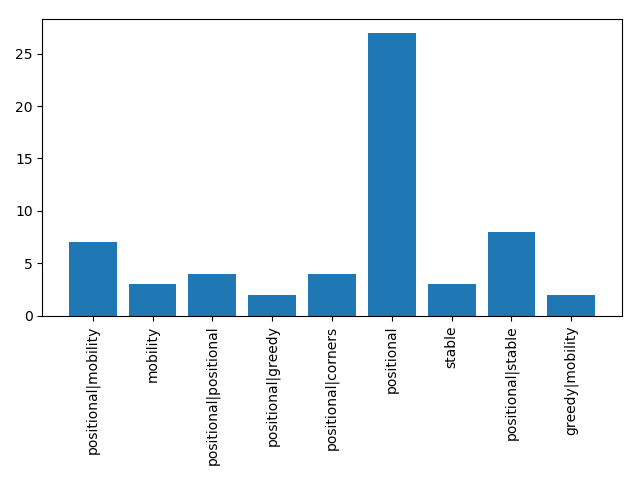 25
20
15
10
5
0
positional|mobility
mobility
positional|positional
positional|greedy
positional|corners
positional
stable
positional|stable
greedy|mobility